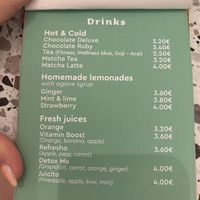 Drinks
Hot & Cold
Chocolate Deluxe 3.20€
Chocolate Ruby 3.40€
Tea (Fitness, Wellness blue, Goji - Acai) 2.50€
Matcha Tea 3.20€
Matcha Latte 4.00€
Homemade lemonades
with agave syrup
Ginger 3.60€
Mint & lime 3.80€
Strawberry 4.00€
Fresh juices
Orange 3.20€
Vitamin Boost 3.60€
(Orange, banana, apple)
Refresho 3.60€
(Apple, pear, carrot)
Detox Me 4.00€
(Grapefruit, carrot, orange, ginger)
Juicito 4.00€
(Pineapple, apple, kiwi, mint)